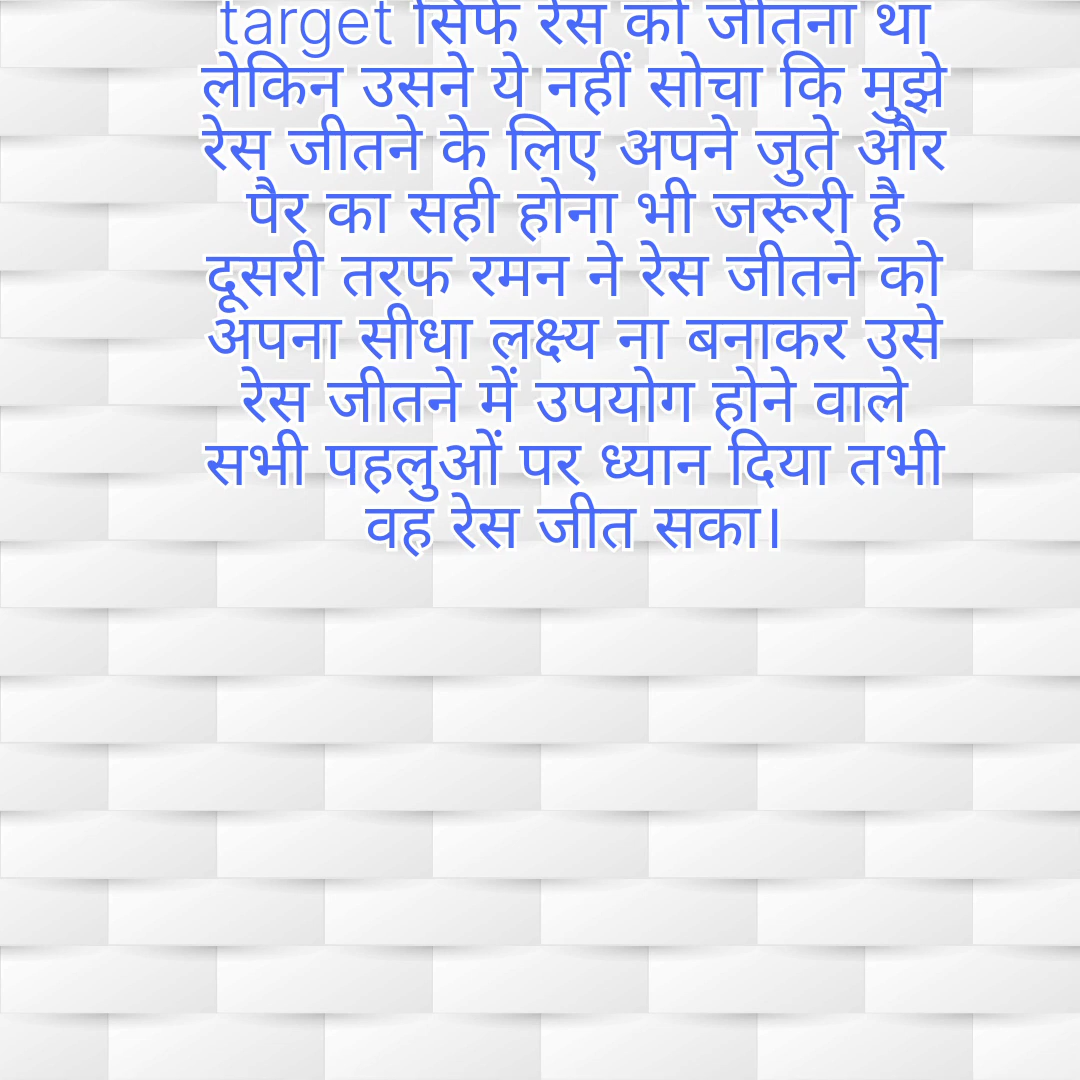 target सिर्फ रेस को जीतना था
लेकिन उसने ये नहीं सोचा कि मुझे
रेस जीतने के लिए अपने जुते और
पैर का सही होना भी जरूरी है
दूसरी तरफ रमन ने रेस जीतने को
अपना सीधा लक्ष्य ना बनाकर उसे
रेस जीतने में उपयोग होने वाले
सभी पहलुओं पर ध्यान दिया तभी
वह रेस जीत सका।